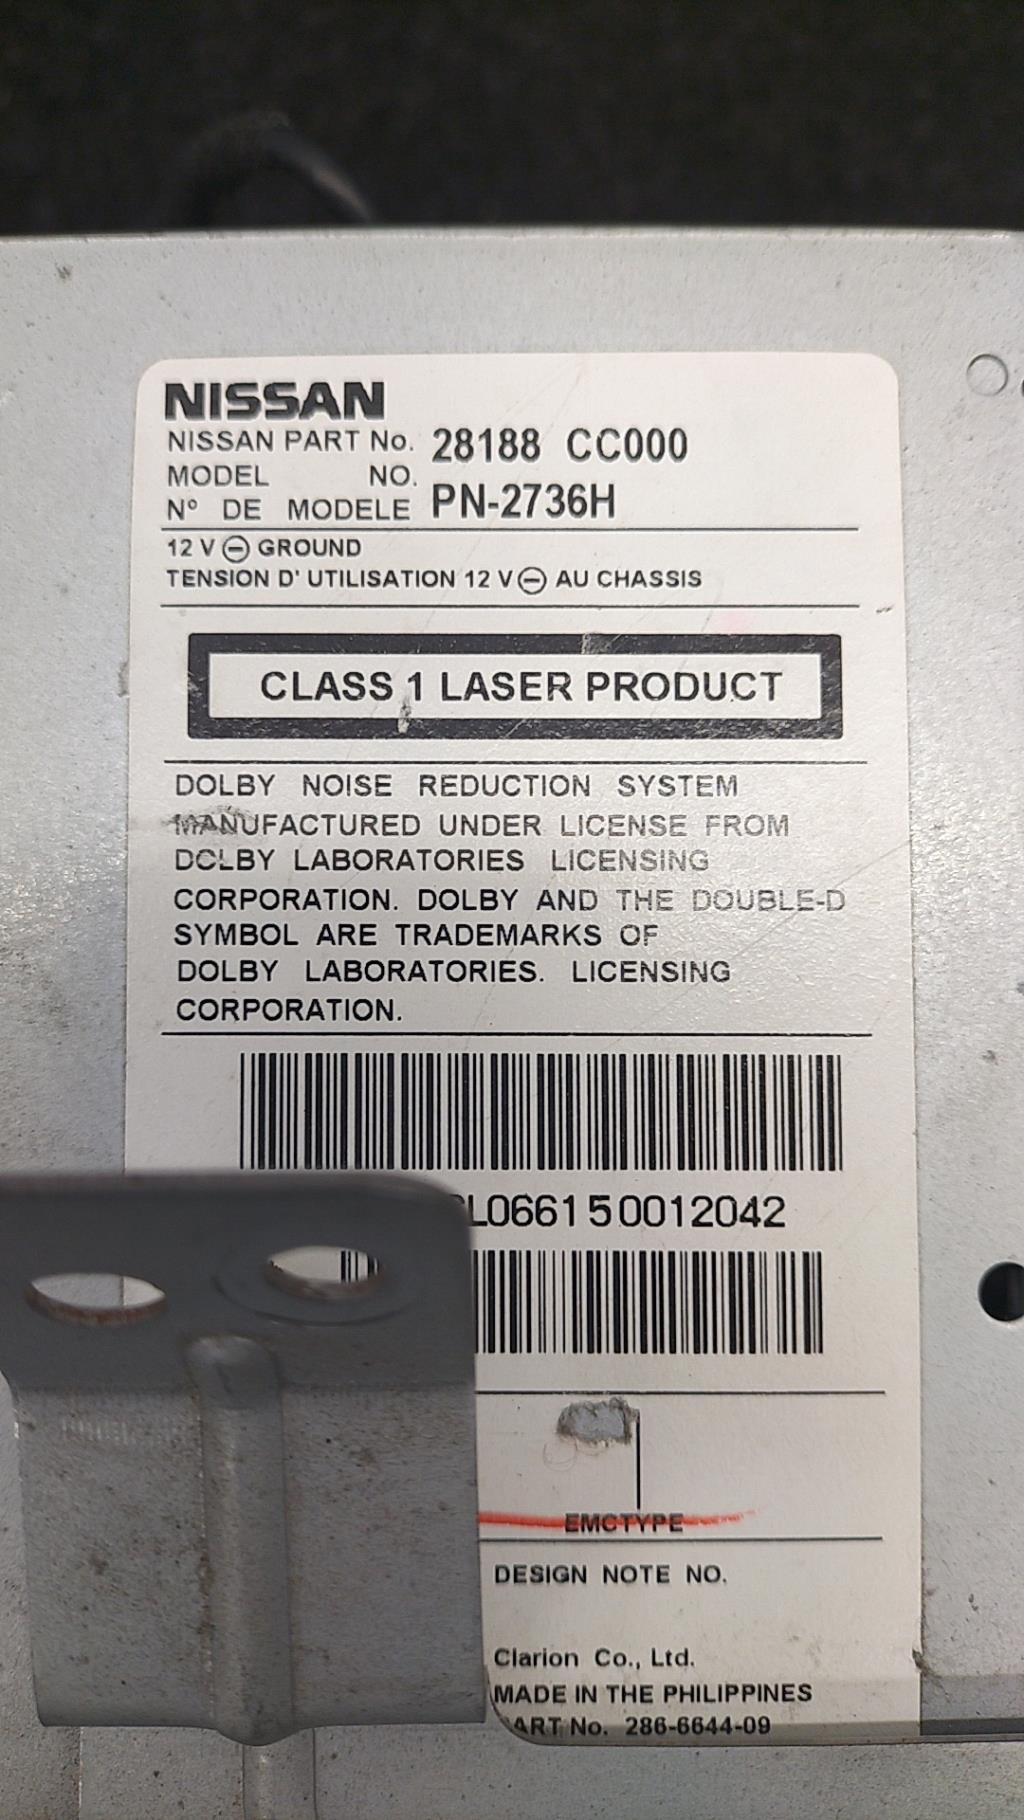 NISSAN
NISSAN PART No. 28188 CC000
MODEL NO.
Nº DE MODELE PN-2736H
12 V ⊖ GROUND
TENSION D' UTILISATION 12 V ⊖ AU CHASSIS
CLASS 1 LASER PRODUCT
DOLBY NOISE REDUCTION SYSTEM
MANUFACTURED UNDER LICENSE FROM
DOLBY LABORATORIES LICENSING
CORPORATION. DOLBY AND THE DOUBLE-D
SYMBOL ARE TRADEMARKS OF
DOLBY LABORATORIES. LICENSING
CORPORATION.
L066150012042
EMCTYPE
DESIGN NOTE NO.
Clarion Co., Ltd.
MADE IN THE PHILIPPINES
PART No. 286-6644-09